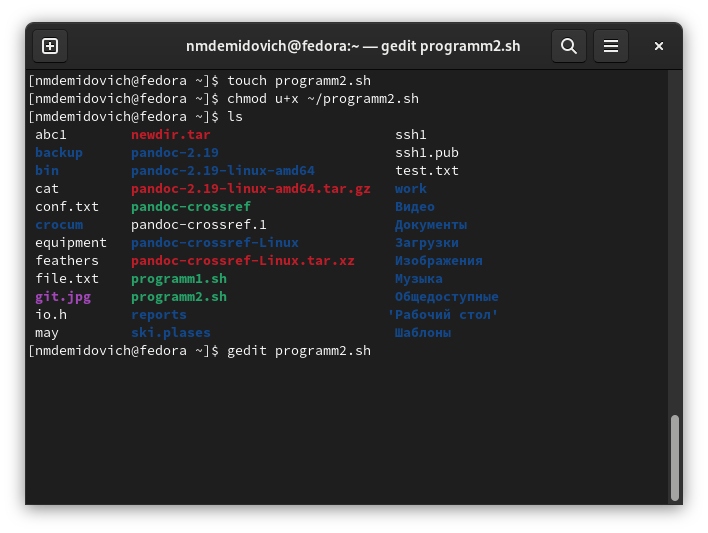 nmdemidovich@fedora:~ — gedit programm2.sh
[nmdemidovich@fedora ~]$ touch programm2.sh
[nmdemidovich@fedora ~]$ chmod u+x ~/programm2.sh
[nmdemidovich@fedora ~]$ ls
abc1 newdir.tar ssh1
backup pandoc-2.19 ssh1.pub
bin pandoc-2.19-linux-amd64 test.txt
cat pandoc-2.19-linux-amd64.tar.gz work
conf.txt pandoc-crossref Видео
crocum pandoc-crossref.1 Документы
equipment pandoc-crossref-Linux Загрузки
feathers pandoc-crossref-Linux.tar.xz Изображения
file.txt programm1.sh Музыка
git.jpg programm2.sh Общедоступные
io.h reports 'Рабочий стол'
may ski.plases Шаблоны
[nmdemidovich@fedora ~]$ gedit programm2.sh